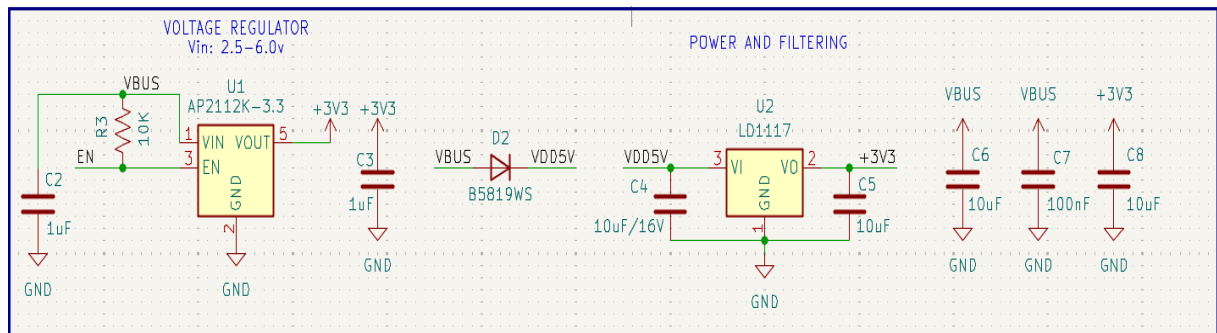 VOLTAGE REGULATOR
Vin: 2.5-6.0v
POWER AND FILTERING
VBUS
U1
AP2112K-3.3
R3
10K
1
VIN
VOUT
5
+3V3
+3V3
EN
3
EN
GND
2
C2
1uF
GND
GND
C3
1uF
GND
VBUS
D2
VDD5V
B5819WS
U2
LD1117
VDD5V
3
VI
VO
2
+3V3
GND
1
C4
10uF/16V
C5
10uF
GND
VBUS
C6
10uF
GND
VBUS
C7
100nF
GND
+3V3
C8
10uF
GND